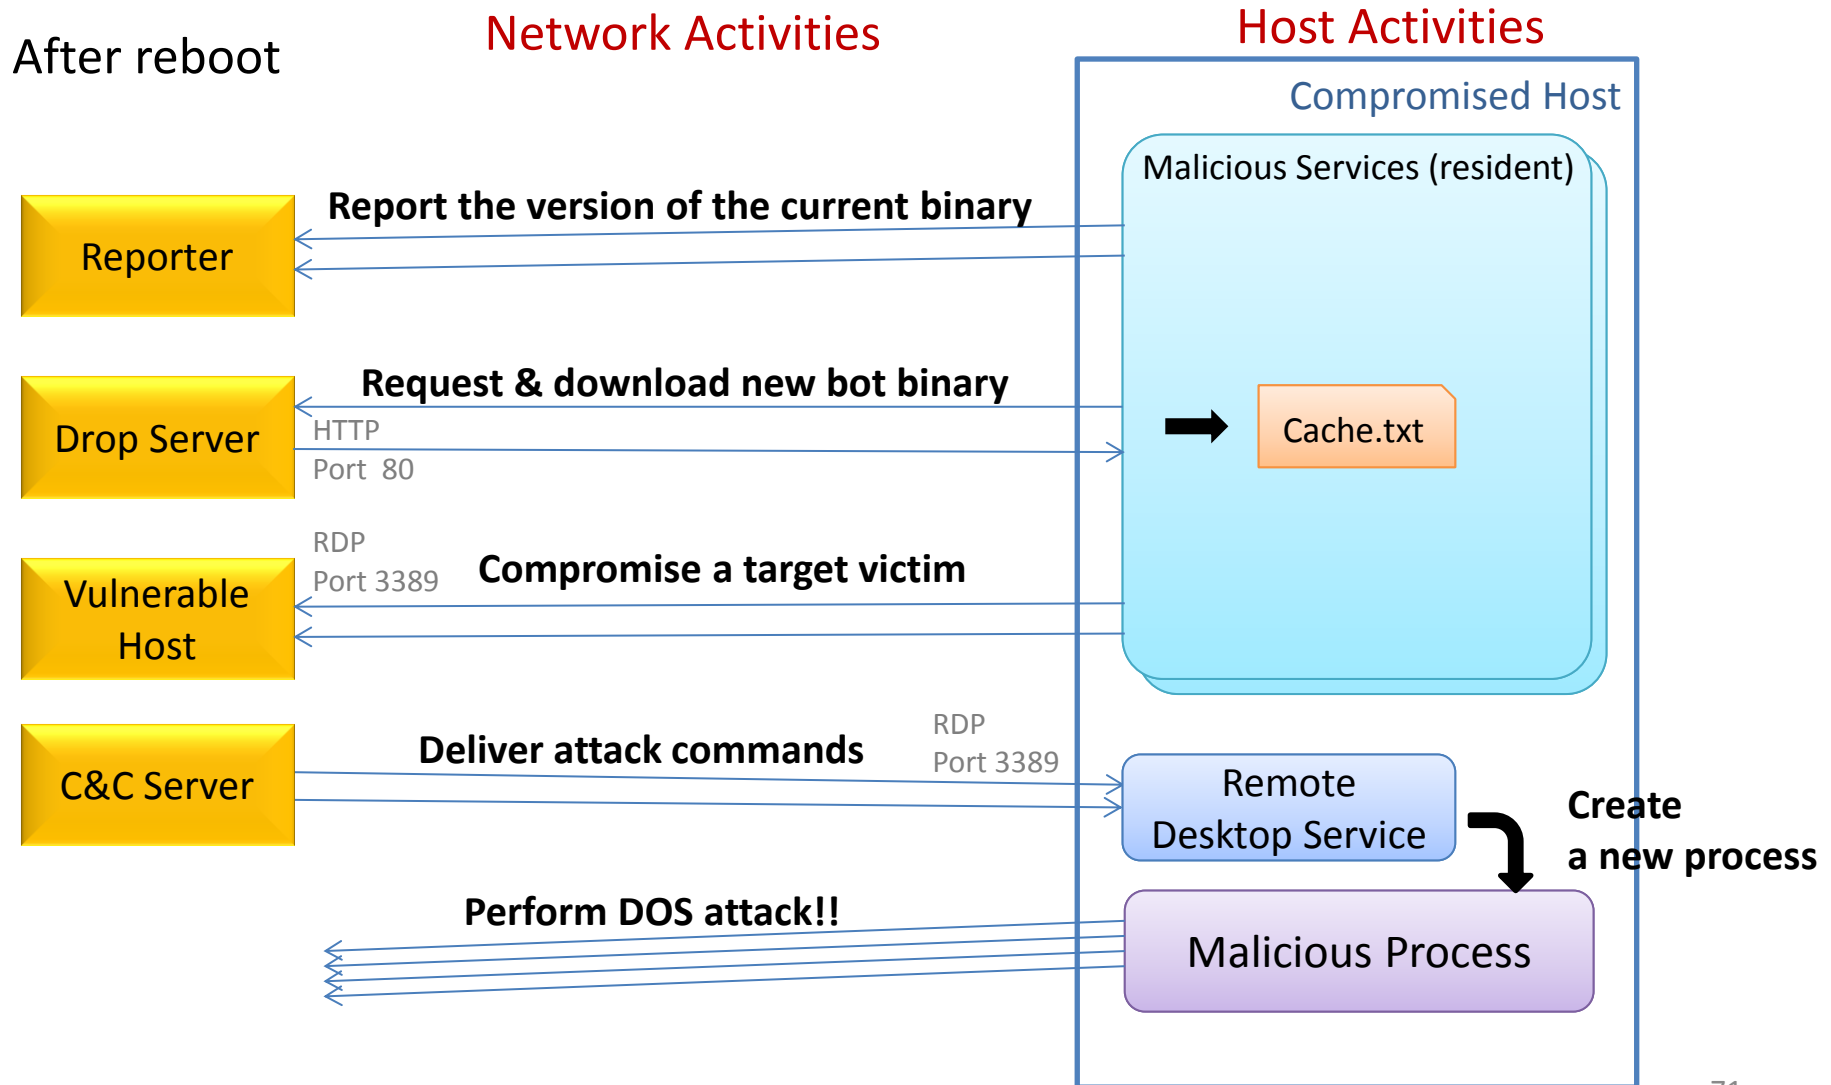 After reboot
Network Activities
Host Activities
Compromised Host
Malicious Services (resident)
Report the version of the current binary
Reporter
Request & download new bot binary
Drop Server
HTTP
Port 80
Cache.txt
RDP
Port 3389
Compromise a target victim
Vulnerable
Host
Deliver attack commands
RDP
Port 3389
C&C Server
Remote
Desktop Service
Create
a new process
Perform DOS attack!!
Malicious Process